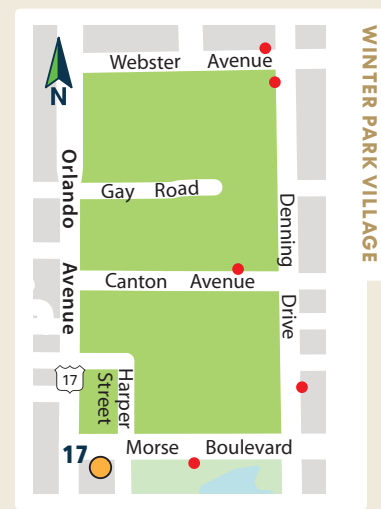 WINTER PARK VILLAGE
Webster Avenue
N
Orlando Avenue
Gay Road
Denning Drive
Canton Avenue
17
Harper Street
17
Morse Boulevard